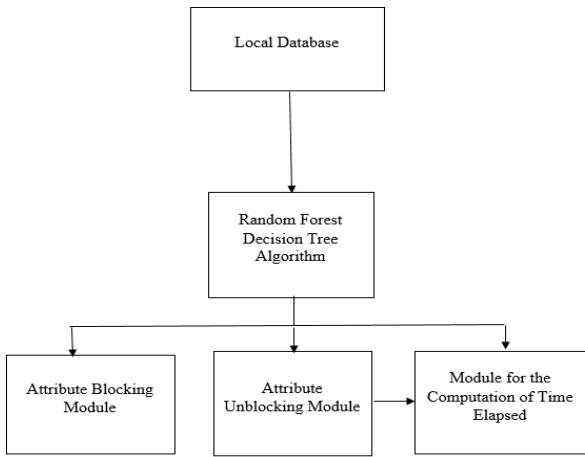 Local Database
Random Forest
Decision Tree
Algorithm
Attribute Blocking
Module
Attribute
Unblocking Module
Module for the
Computation of Time
Elapsed